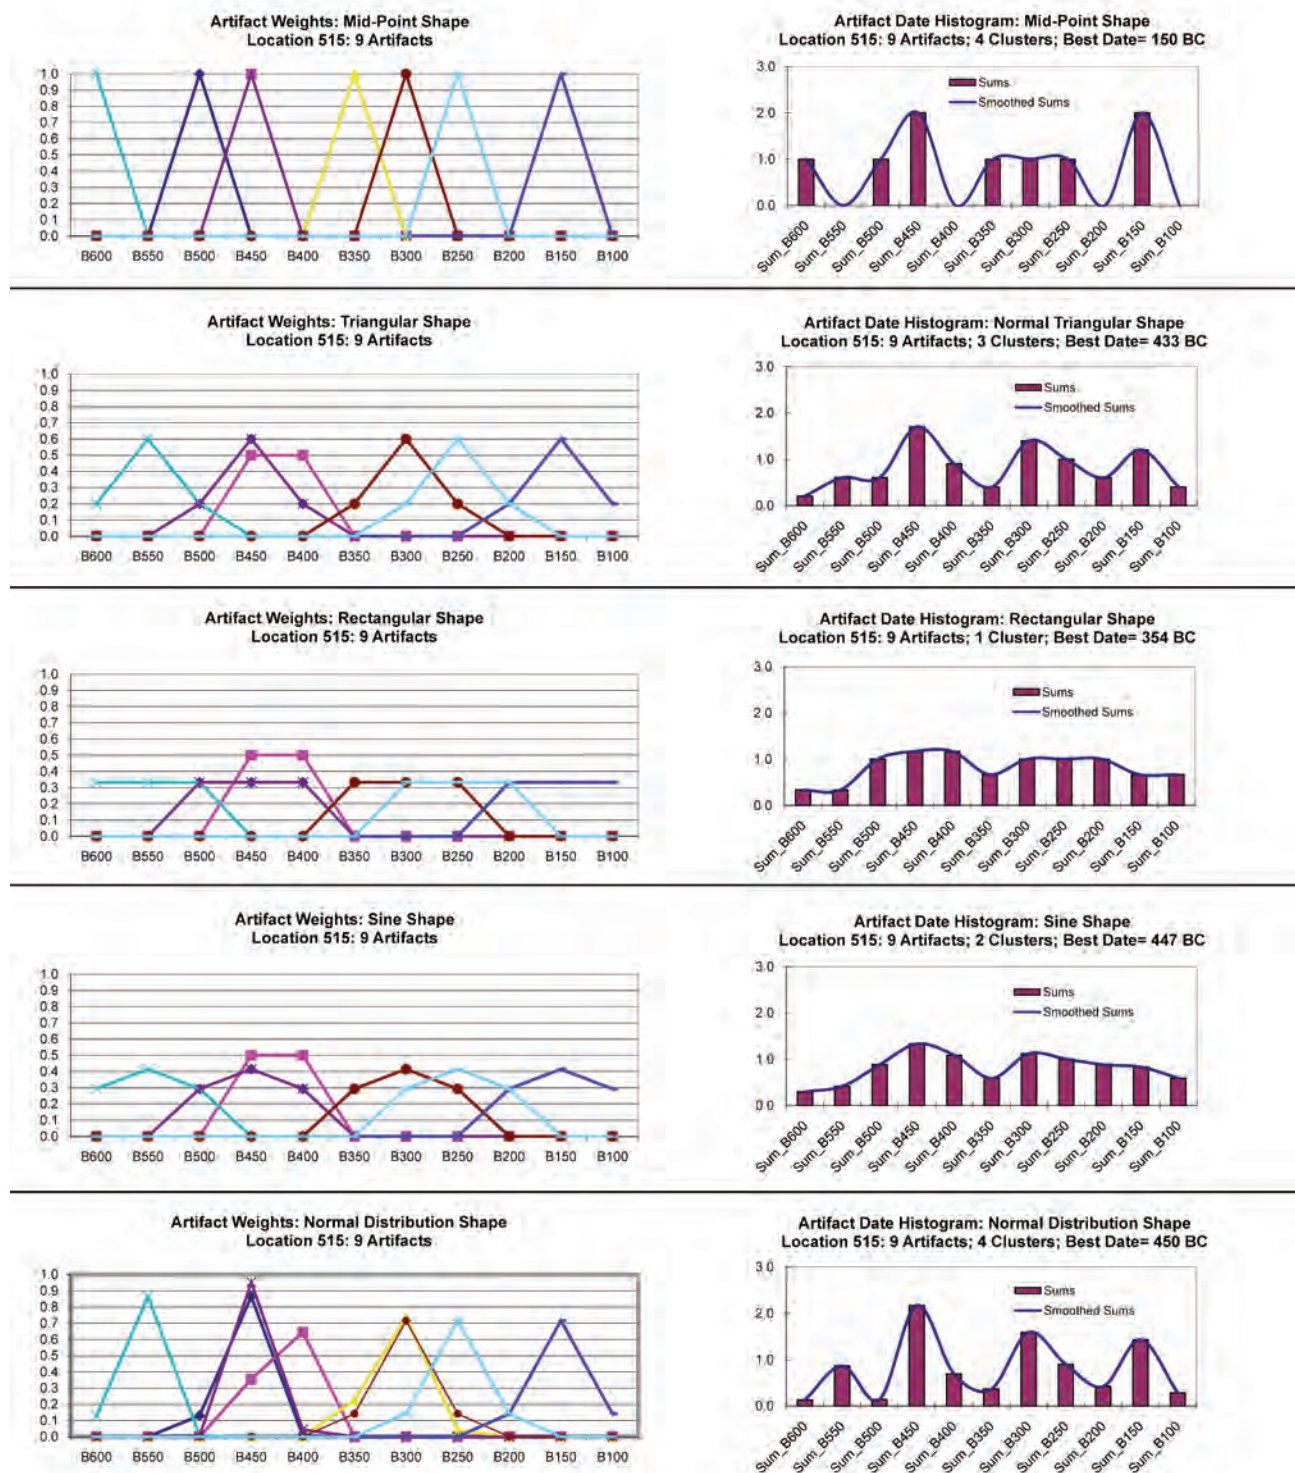 Artifact Weights: Mid-Point Shape
Location 515: 9 Artifacts
1.0
0.9
0.8
0.7
0.6
0.5
0.4
0.3
0.2
0.1
0.0
B600 B550 B500 B450 B400 B350 B300 B250 B200 B150 B100
Artifact Date Histogram: Mid-Point Shape
Location 515: 9 Artifacts; 4 Clusters; Best Date= 150 BC
3.0
2.0
1.0
0.0
Sums
Smoothed Sums
Sum_B600 Sum_B550 Sum_B500 Sum_B450 Sum_B400 Sum_B350 Sum_B300 Sum_B250 Sum_B200 Sum_B150 Sum_B100
Artifact Weights: Triangular Shape
Location 515: 9 Artifacts
1.0
0.9
0.8
0.7
0.6
0.5
0.4
0.3
0.2
0.1
0.0
B600 B550 B500 B450 B400 B350 B300 B250 B200 B150 B100
Artifact Date Histogram: Normal Triangular Shape
Location 515: 9 Artifacts; 3 Clusters; Best Date= 433 BC
3.0
2.0
1.0
0.0
Sums
Smoothed Sums
Sum_B600 Sum_B550 Sum_B500 Sum_B450 Sum_B400 Sum_B350 Sum_B300 Sum_B250 Sum_B200 Sum_B150 Sum_B100
Artifact Weights: Rectangular Shape
Location 515: 9 Artifacts
1.0
0.9
0.8
0.7
0.6
0.5
0.4
0.3
0.2
0.1
0.0
B600 B550 B500 B450 B400 B350 B300 B250 B200 B150 B100
Artifact Date Histogram: Rectangular Shape
Location 515: 9 Artifacts; 1 Cluster; Best Date= 354 BC
3.0
2.0
1.0
0.0
Sums
Smoothed Sums
Sum_B600 Sum_B550 Sum_B500 Sum_B450 Sum_B400 Sum_B350 Sum_B300 Sum_B250 Sum_B200 Sum_B150 Sum_B100
Artifact Weights: Sine Shape
Location 515: 9 Artifacts
1.0
0.9
0.8
0.7
0.6
0.5
0.4
0.3
0.2
0.1
0.0
B600 B550 B500 B450 B400 B350 B300 B250 B200 B150 B100
Artifact Date Histogram: Sine Shape
Location 515: 9 Artifacts; 2 Clusters; Best Date= 447 BC
3.0
2.0
1.0
0.0
Sums
Smoothed Sums
Sum_B600 Sum_B550 Sum_B500 Sum_B450 Sum_B400 Sum_B350 Sum_B300 Sum_B250 Sum_B200 Sum_B150 Sum_B100
Artifact Weights: Normal Distribution Shape
Location 515: 9 Artifacts
1.0
0.9
0.8
0.7
0.6
0.5
0.4
0.3
0.2
0.1
0.0
B600 B550 B500 B450 B400 B350 B300 B250 B200 B150 B100
Artifact Date Histogram: Normal Distribution Shape
Location 515: 9 Artifacts; 4 Clusters; Best Date= 450 BC
3.0
2.0
1.0
0.0
Sums
Smoothed Sums
Sum_B600 Sum_B550 Sum_B500 Sum_B450 Sum_B400 Sum_B350 Sum_B300 Sum_B250 Sum_B200 Sum_B150 Sum_B100